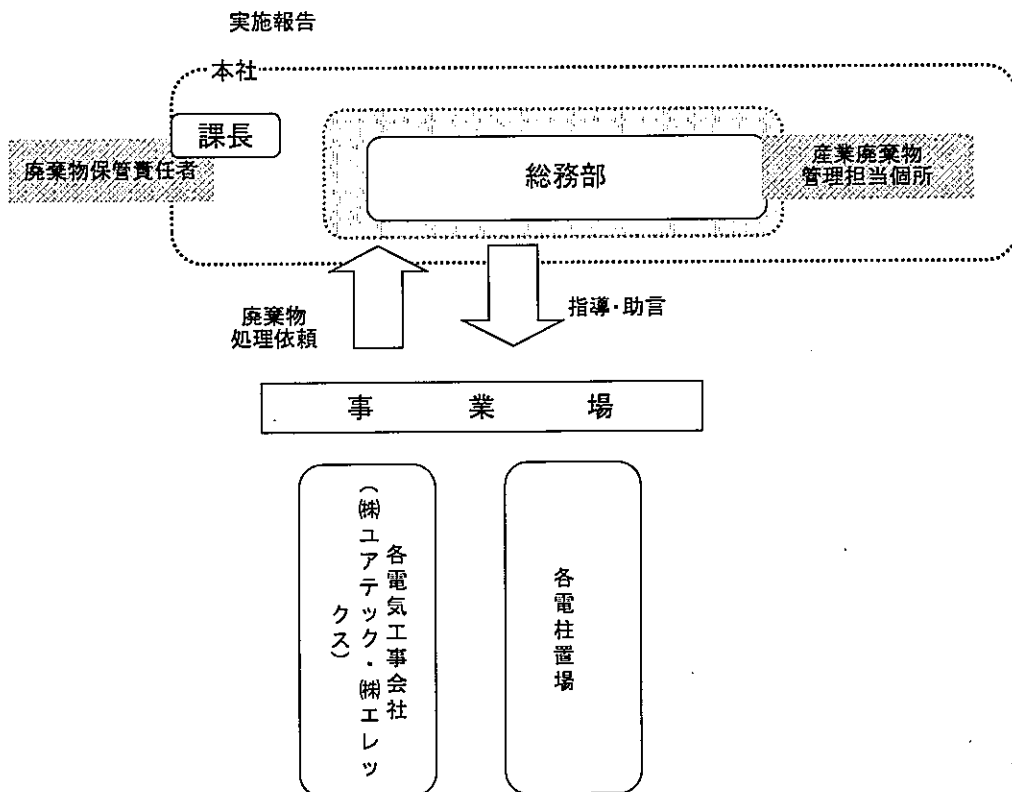 実施報告
本社
課長
廃棄物保管責任者
総務部
産業廃棄物
管理担当個所
廃棄物
処理依頼
指導・助言
事業場
各電気工事会社
(㈱ユアテック・㈱エレッ
クス)
各電柱置場